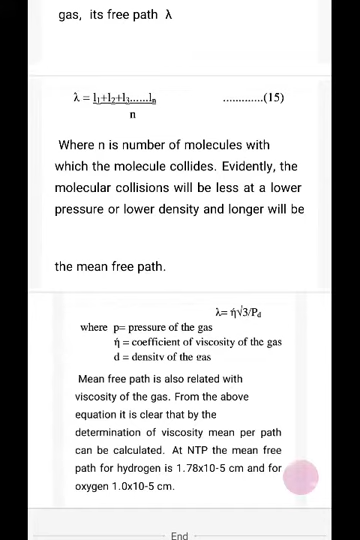 gas, its free path λ
λ = l₁+l₂+l₃......lₙ .............(15)
n
Where n is number of molecules with
which the molecule collides. Evidently, the
molecular collisions will be less at a lower
pressure or lower density and longer will be
the mean free path.
λ= ήγ√3/P_d
where p= pressure of the gas
ή = coefficient of viscosity of the gas
d = density of the gas
Mean free path is also related with
viscosity of the gas. From the above
equation it is clear that by the
determination of viscosity mean per path
can be calculated. At NTP the mean free
path for hydrogen is 1.78x10-5 cm and for
oxygen 1.0x10-5 cm.
End